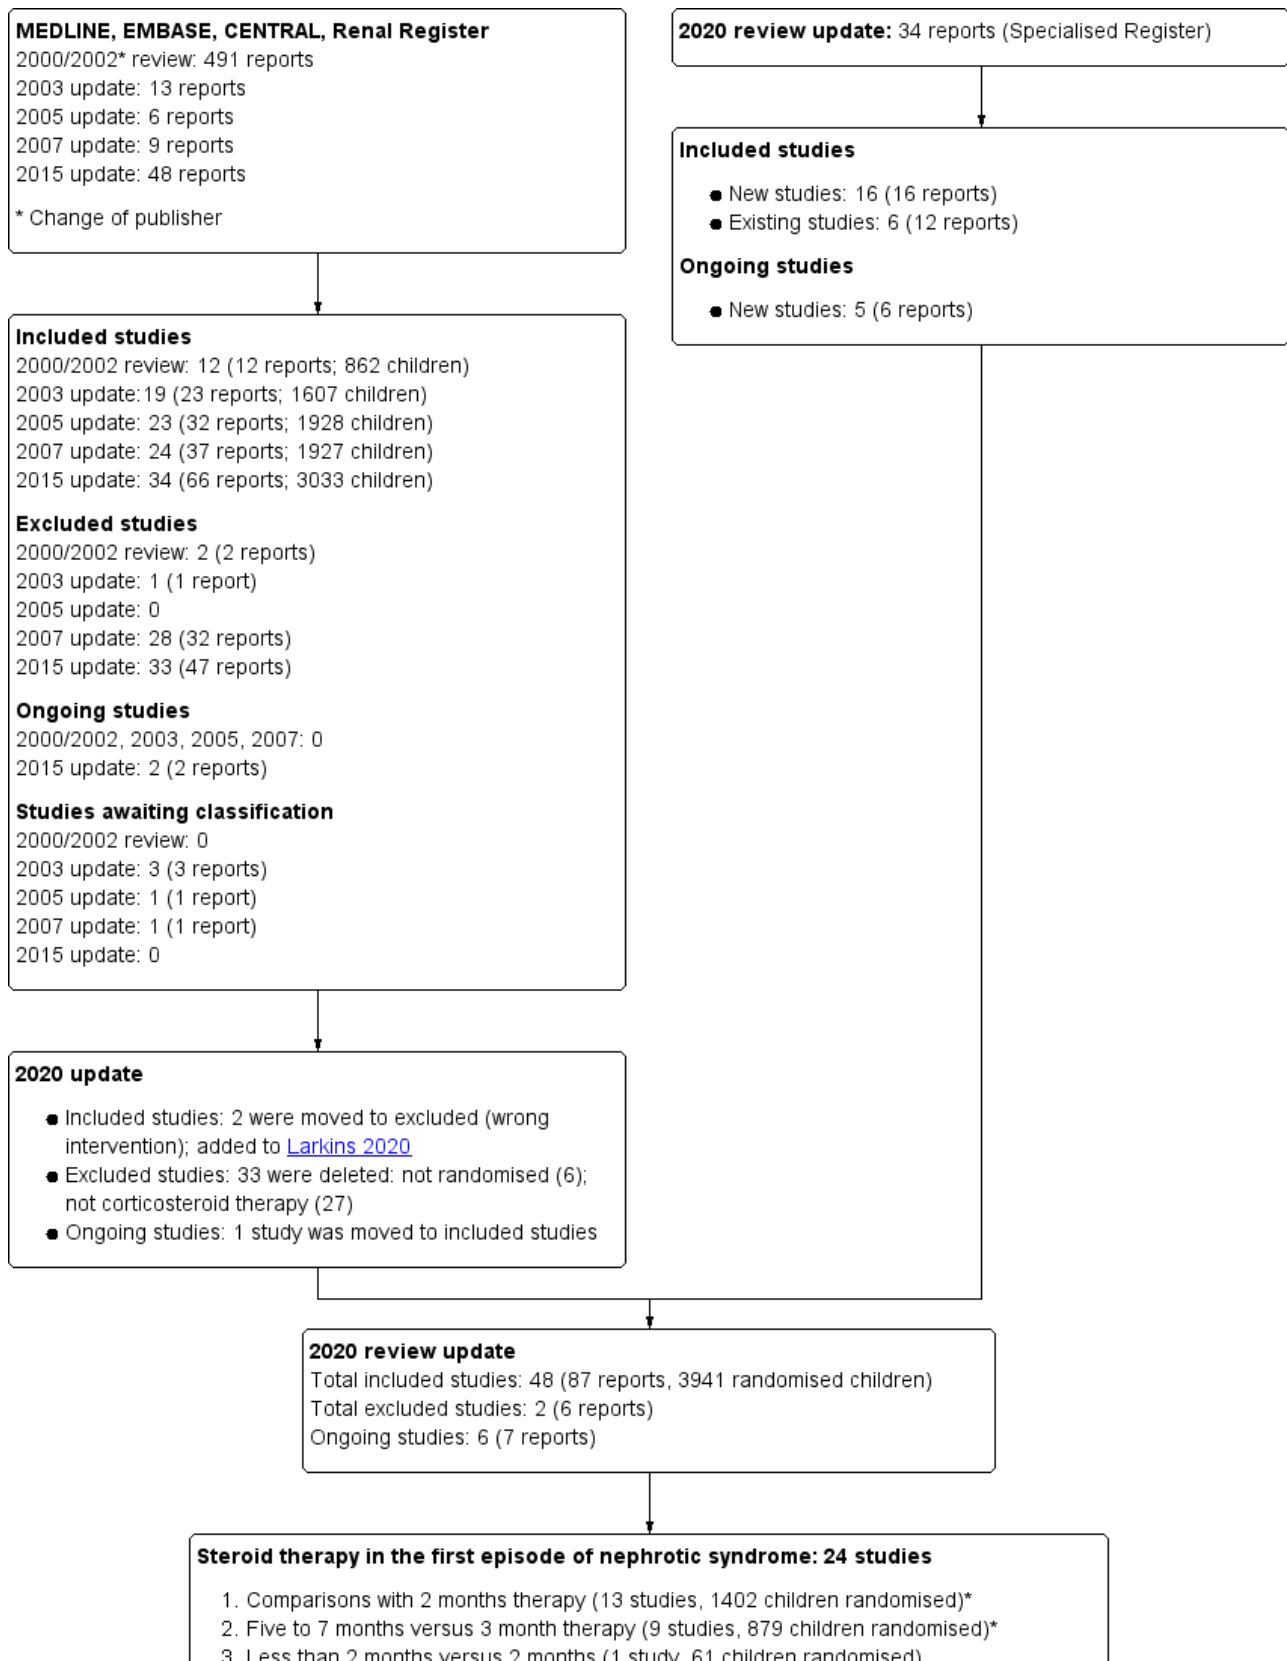 MEDLINE, EMBASE, CENTRAL, Renal Register
2000/2002* review: 491 reports
2003 update: 13 reports
2005 update: 6 reports
2007 update: 9 reports
2015 update: 48 reports
* Change of publisher
2020 review update: 34 reports (Specialised Register)
Included studies
● New studies: 16 (16 reports)
● Existing studies: 6 (12 reports)
Ongoing studies
● New studies: 5 (6 reports)
Included studies
2000/2002 review: 12 (12 reports; 862 children)
2003 update:19 (23 reports; 1607 children)
2005 update: 23 (32 reports; 1928 children)
2007 update: 24 (37 reports; 1927 children)
2015 update: 34 (66 reports; 3033 children)
Excluded studies
2000/2002 review: 2 (2 reports)
2003 update: 1 (1 report)
2005 update: 0
2007 update: 28 (32 reports)
2015 update: 33 (47 reports)
Ongoing studies
2000/2002, 2003, 2005, 2007: 0
2015 update: 2 (2 reports)
Studies awaiting classification
2000/2002 review: 0
2003 update: 3 (3 reports)
2005 update: 1 (1 report)
2007 update: 1 (1 report)
2015 update: 0
2020 update
● Included studies: 2 were moved to excluded (wrong
intervention); added to Larkins 2020
● Excluded studies: 33 were deleted: not randomised (6);
not corticosteroid therapy (27)
● Ongoing studies: 1 study was moved to included studies
2020 review update
Total included studies: 48 (87 reports, 3941 randomised children)
Total excluded studies: 2 (6 reports)
Ongoing studies: 6 (7 reports)
Steroid therapy in the first episode of nephrotic syndrome: 24 studies
1. Comparisons with 2 months therapy (13 studies, 1402 children randomised)*
2. Five to 7 months versus 3 month therapy (9 studies, 879 children randomised)*
3. Less than 2 months versus 2 months (1 study, 61 children randomised)